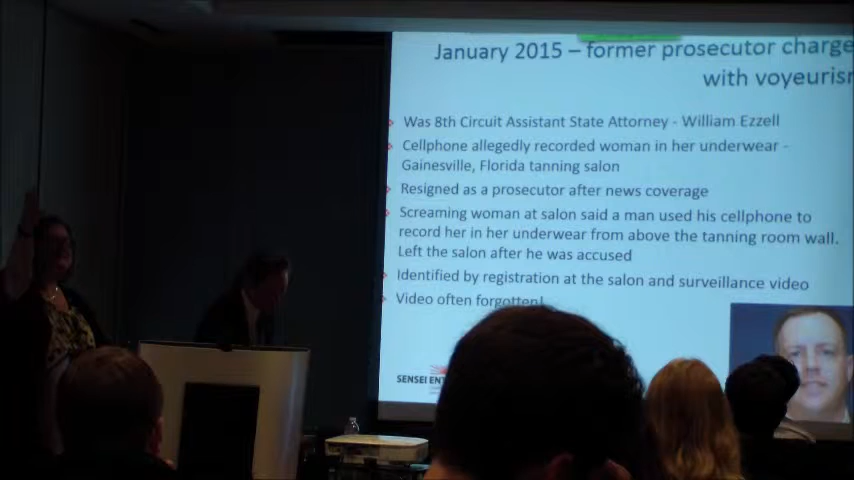 January 2015 – former prosecutor charge
with voyeurism
Was 8th Circuit Assistant State Attorney - William Ezzell
Cellphone allegedly recorded woman in her underwear -
Gainesville, Florida tanning salon
Resigned as a prosecutor after news coverage
Screaming woman at salon said a man used his cellphone to
record her in her underwear from above the tanning room wall.
Left the salon after he was accused
Identified by registration at the salon and surveillance video
Video often forgotten!
SENSEI ENT